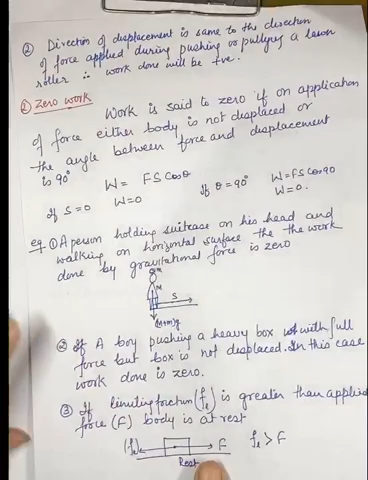 ② Direction of displacement is same to the direction
of force applied during pushing or pullying a lawn
roller ∴ work done will be +ve.
② Zero work
Work is said to zero if on application
of force either body is not displaced or
the angle between force and displacement
is 90°
W = FS Cosθ
If S=0 W=0
If θ=90° W=FS cos90
W=0.
eg. ① A person holding suitcase on his head and
walking on horizontal surface the the work
done by gravitational force is zero
m
M
S
(M+m)g
② If A boy pushing a heavy box with full
force but box is not displaced. In this case
work done is zero.
③ If limiting friction (fℓ) is greater than applied
force (F) body is at rest
(fℓ) F fℓ > F
Rest